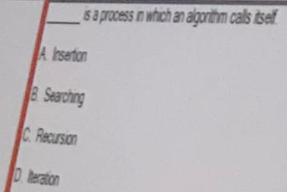 _____ is a process in which an algorithm calls itself.
A. Insertion
B. Searching
C. Recursion
D. Iteration